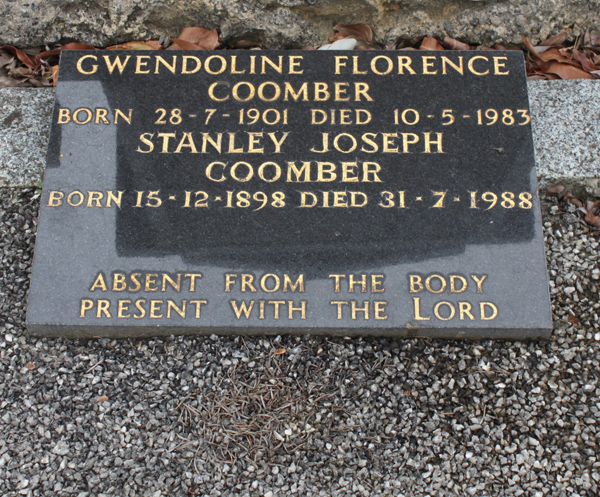 GWENDOLINE FLORENCE
COOMBER
BORN 28-7-1901 DIED 10-5-1983
STANLEY JOSEPH
COOMBER
BORN 15-12-1898 DIED 31-7-1988
ABSENT FROM THE BODY
PRESENT WITH THE LORD